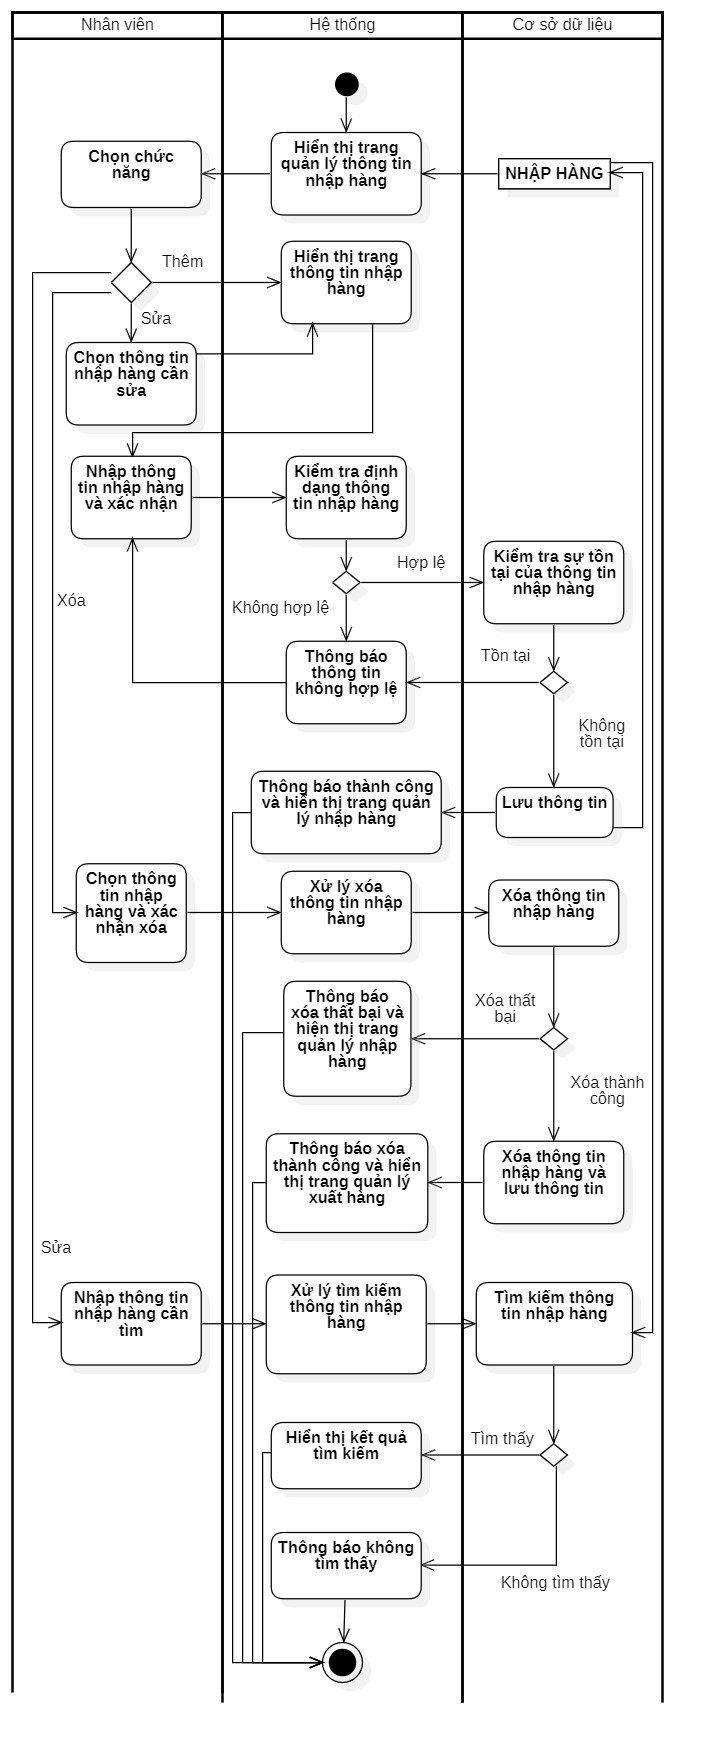 Nhân viên
Hệ thống
Cơ sở dữ liệu
Chọn chức
năng
Hiển thị trang
quản lý thông tin
nhập hàng
NHẬP HÀNG
Thêm
Hiển thị trang
thông tin nhập
hàng
Sửa
Chọn thông tin
nhập hàng cần
sửa
Nhập thông
tin nhập hàng
và xác nhận
Kiểm tra định
dạng thông
tin nhập hàng
Hợp lệ
Kiểm tra sự tồn
tại của thông tin
nhập hàng
Xóa
Không hợp lệ
Thông báo
thông tin
không hợp lệ
Tồn tại
Không
tồn tại
Thông báo thành công
và hiển thị trang quản
lý nhập hàng
Lưu thông tin
Chọn thông
tin nhập
hàng và xác
nhận xóa
Xử lý xóa
thông tin nhập
hàng
Xóa thông tin
nhập hàng
Thông báo
xóa thất bại và
hiện thị trang
quản lý nhập
hàng
Xóa thất
bại
Xóa thành
công
Thông báo xóa
thành công và hiển
thị trang quản lý
xuất hàng
Xóa thông tin
nhập hàng và
lưu thông tin
Sửa
Nhập thông tin
nhập hàng cần
tìm
Xử lý tìm kiếm
thông tin nhập
hàng
Tìm kiếm thông
tin nhập hàng
Hiển thị kết quả
tìm kiếm
Tìm thấy
Thông báo không
tìm thấy
Không tìm thấy